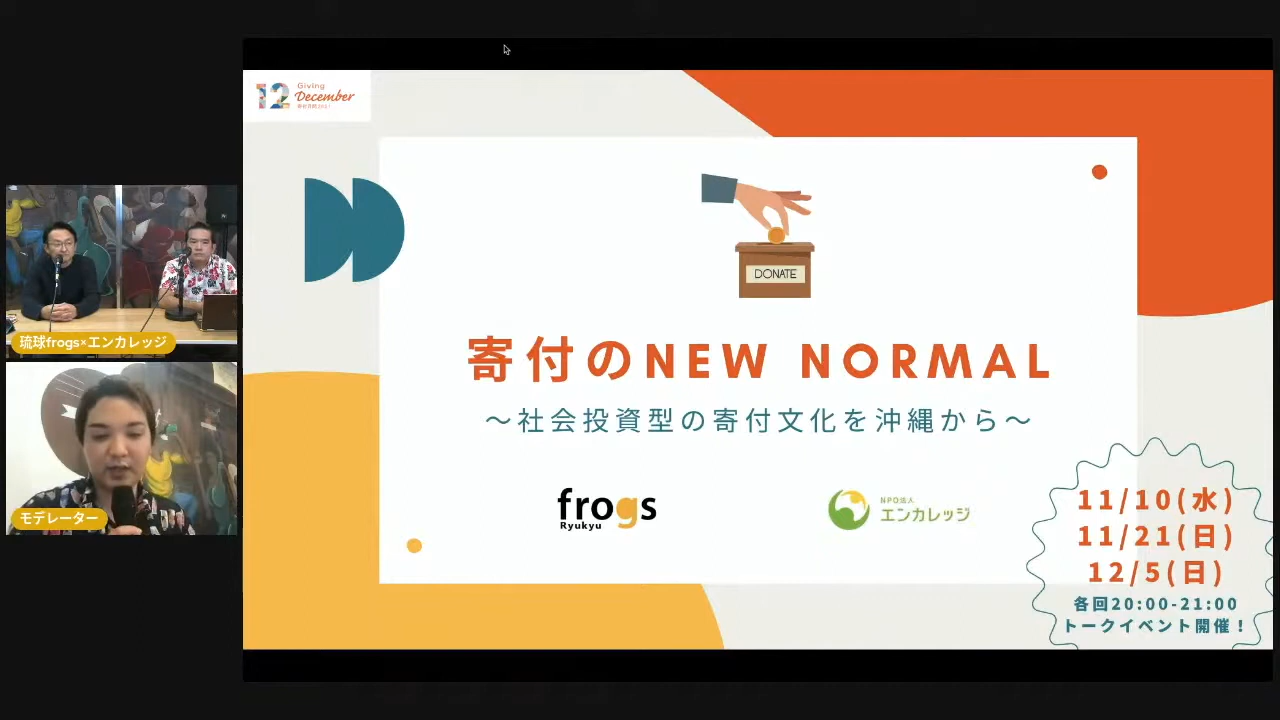 12 Giving
December
DONATE
寄付のNEW NORMAL
～社会投資型の寄付文化を沖縄から～
frogs
Ryukyu
NPO法人
エンカレッジ
11/10(水)
11/21(日)
12/5(日)
各回20:00-21:00
トークイベント開催！
琉球frogs×エンカレッジ
モデレーター